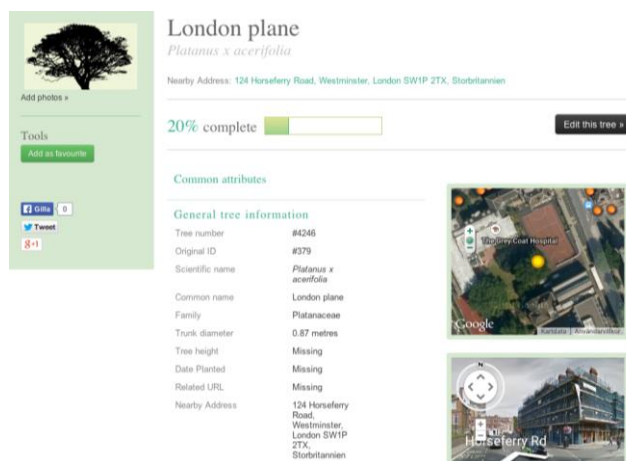 London plane
Platanus x acerifolia
Nearby Address: 124 Horseferry Road, Westminster, London SW1P 2TX, Storbritannien
Add photos »
20% complete
Edit this tree »
Tools
Add as favourite
Gilla 0
Tweet
g+1
Common attributes
General tree information
Tree number #4246
Original ID #379
Scientific name Platanus x
acerifolia
Common name London plane
Family Platanaceae
Trunk diameter 0.87 metres
Tree height Missing
Date Planted Missing
Related URL Missing
Nearby Address 124 Horseferry
Road,
Westminster,
London SW1P
2TX,
Storbritannien
The Grey Coat Hospital
Google
Kartdata Användarvillkor
Horseferry Rd